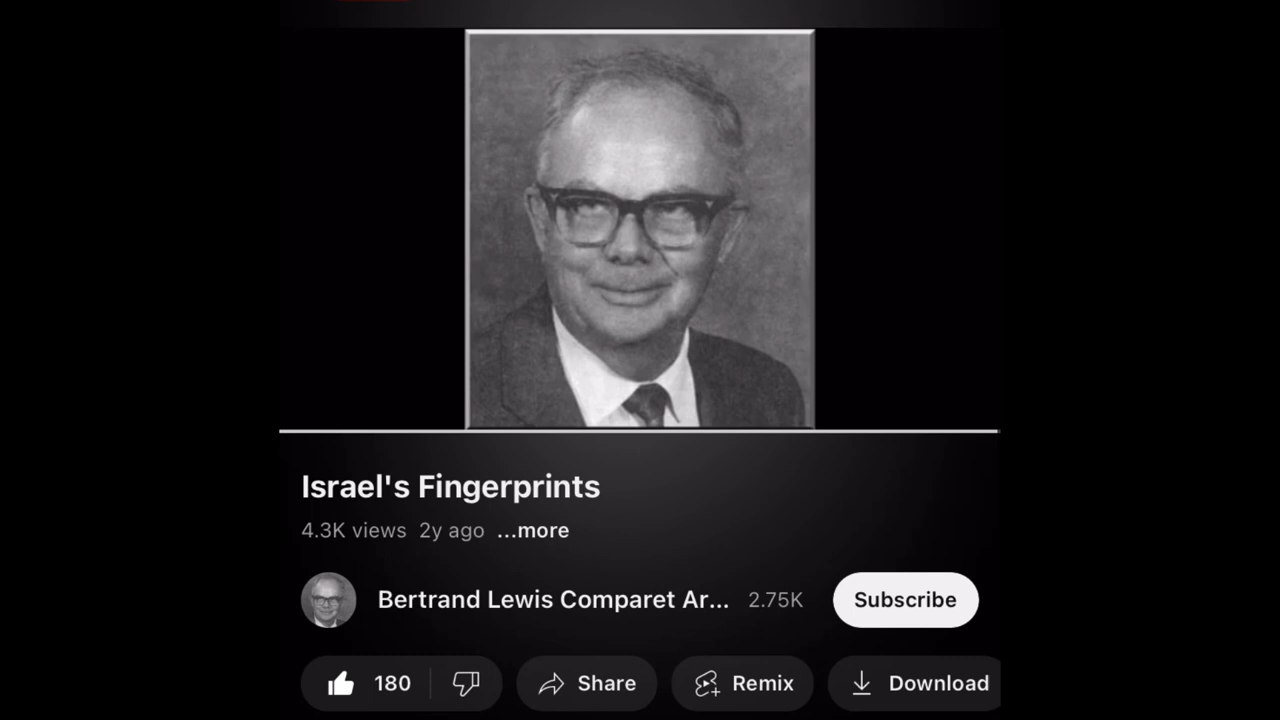 Israel's Fingerprints
4.3K views 2y ago ...more
Bertrand Lewis Comparet Ar... 2.75K Subscribe
180 Share Remix Download